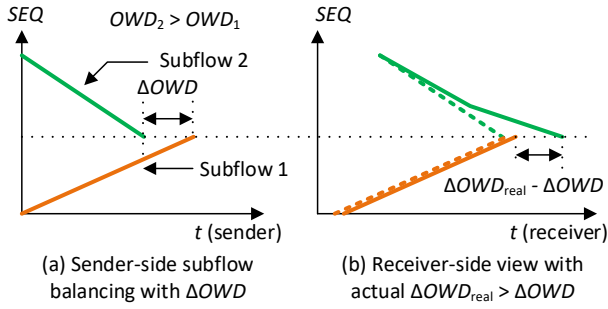 SEQ
OWD2 > OWD1
Subflow 2
ΔOWD
Subflow 1
t (sender)
(a) Sender-side subflow
balancing with ΔOWD
SEQ
ΔOWDreal - ΔOWD
t (receiver)
(b) Receiver-side view with
actual ΔOWDreal > ΔOWD